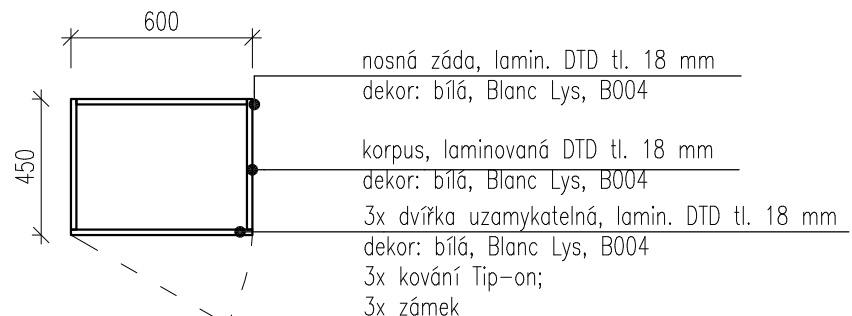 600
450
nosná záda, lamin. DTD tl. 18 mm
dekor: bílá, Blanc Lys, B004
korpus, laminovaná DTD tl. 18 mm
dekor: bílá, Blanc Lys, B004
3x dvířka uzamykatelná, lamin. DTD tl. 18 mm
dekor: bílá, Blanc Lys, B004
3x kování Tip-on;
3x zámek